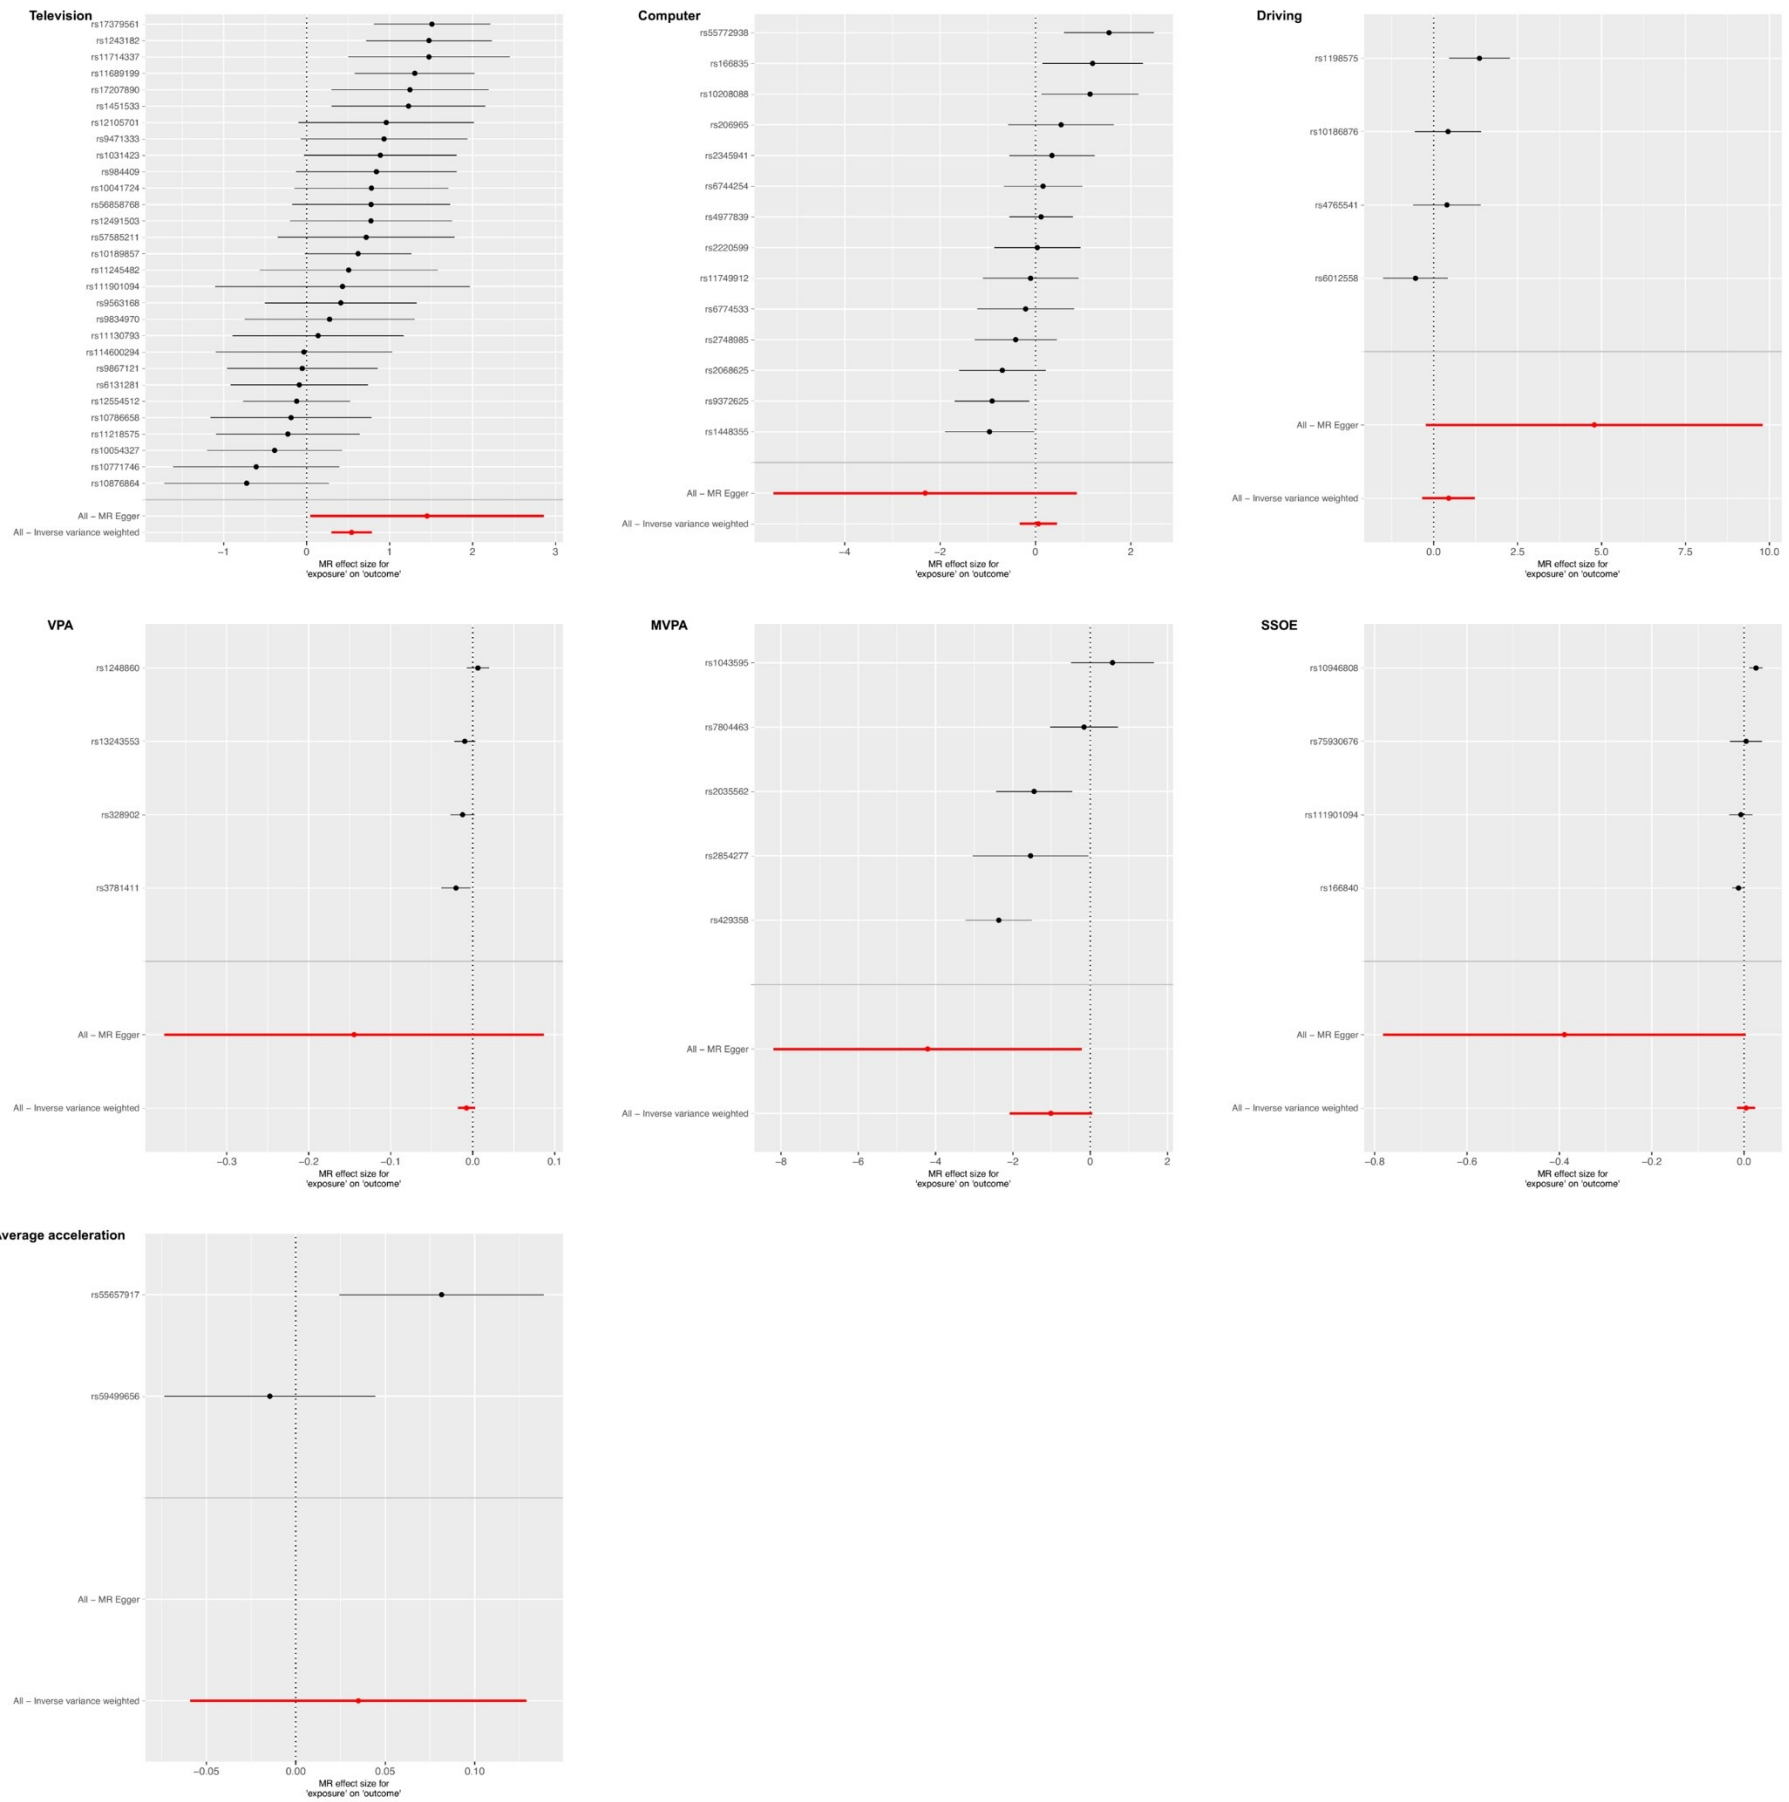 Television
rs17379561
rs1243182
rs11714337
rs11689199
rs17207890
rs1451533
rs12105701
rs9471333
rs1031423
rs984409
rs10041724
rs56858768
rs12491503
rs57585211
rs10189857
rs11245482
rs111901094
rs9563168
rs9834970
rs11130793
rs114600294
rs9867121
rs6131281
rs12554512
rs10786658
rs11218575
rs10054327
rs10771746
rs10876864
All − MR Egger
All − Inverse variance weighted
−1 0 1 2 3
MR effect size for
'exposure' on 'outcome'
Computer
rs55772938
rs166835
rs10208088
rs206965
rs2345941
rs6744254
rs4977839
rs2220599
rs11749912
rs6774533
rs2748985
rs2068625
rs9372625
rs1448355
All − MR Egger
All − Inverse variance weighted
−4 −2 0 2
MR effect size for
'exposure' on 'outcome'
Driving
rs1198575
rs10186876
rs4765541
rs6012558
All − MR Egger
All − Inverse variance weighted
0.0 2.5 5.0 7.5 10.0
MR effect size for
'exposure' on 'outcome'
VPA
rs1248860
rs13243553
rs328902
rs3781411
All − MR Egger
All − Inverse variance weighted
−0.3 −0.2 −0.1 0.0 0.1
MR effect size for
'exposure' on 'outcome'
MVPA
rs1043595
rs7804463
rs2035562
rs2854277
rs429358
All − MR Egger
All − Inverse variance weighted
−8 −6 −4 −2 0 2
MR effect size for
'exposure' on 'outcome'
SSOE
rs10946808
rs75930676
rs111901094
rs166840
All − MR Egger
All − Inverse variance weighted
−0.8 −0.6 −0.4 −0.2 0.0
MR effect size for
'exposure' on 'outcome'
Average acceleration
rs55657917
rs59499656
All − MR Egger
All − Inverse variance weighted
−0.05 0.00 0.05 0.10
MR effect size for
'exposure' on 'outcome'